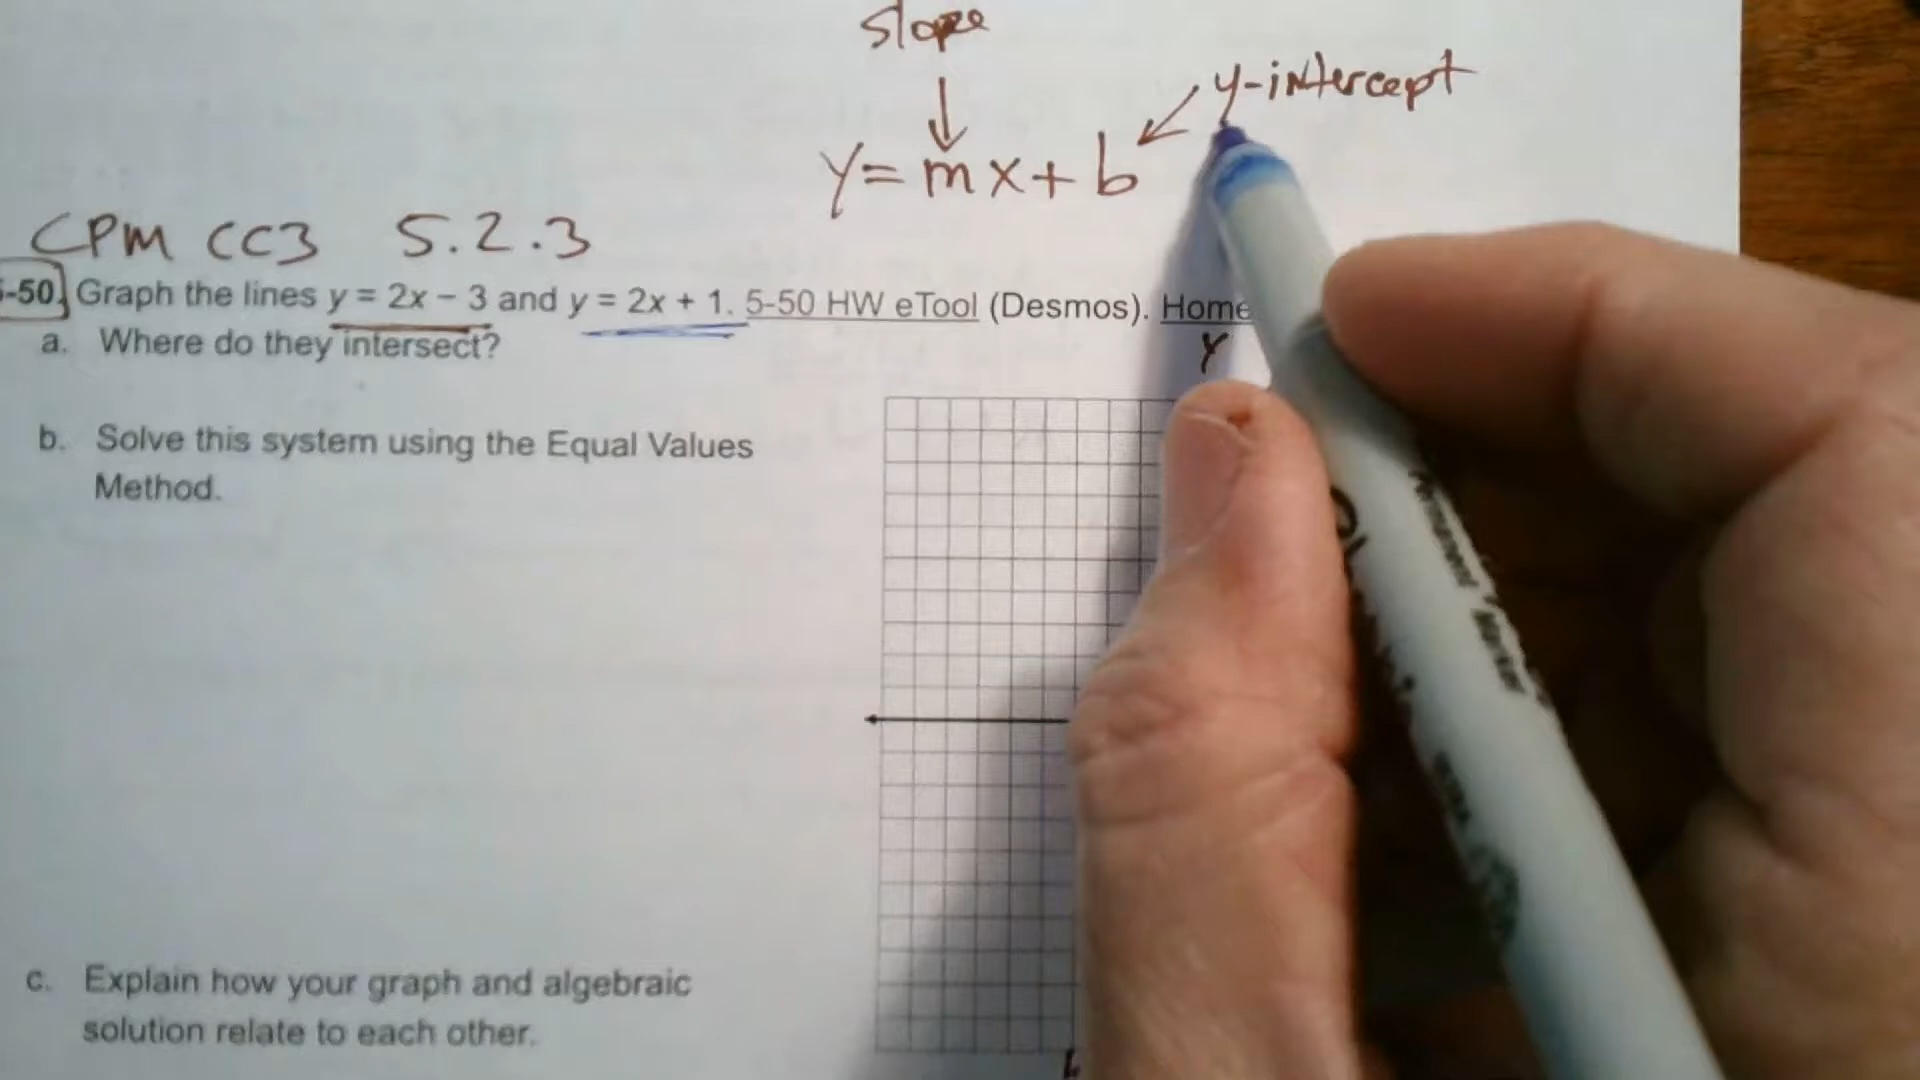 slope
y-intercept
y = mx + b
CPM CC3 5.2.3
-50. Graph the lines y = 2x – 3 and y = 2x + 1. 5-50 HW eTool (Desmos). Home
a. Where do they intersect?
Y
b. Solve this system using the Equal Values
Method.
Permanent Marker
c. Explain how your graph and algebraic
solution relate to each other.